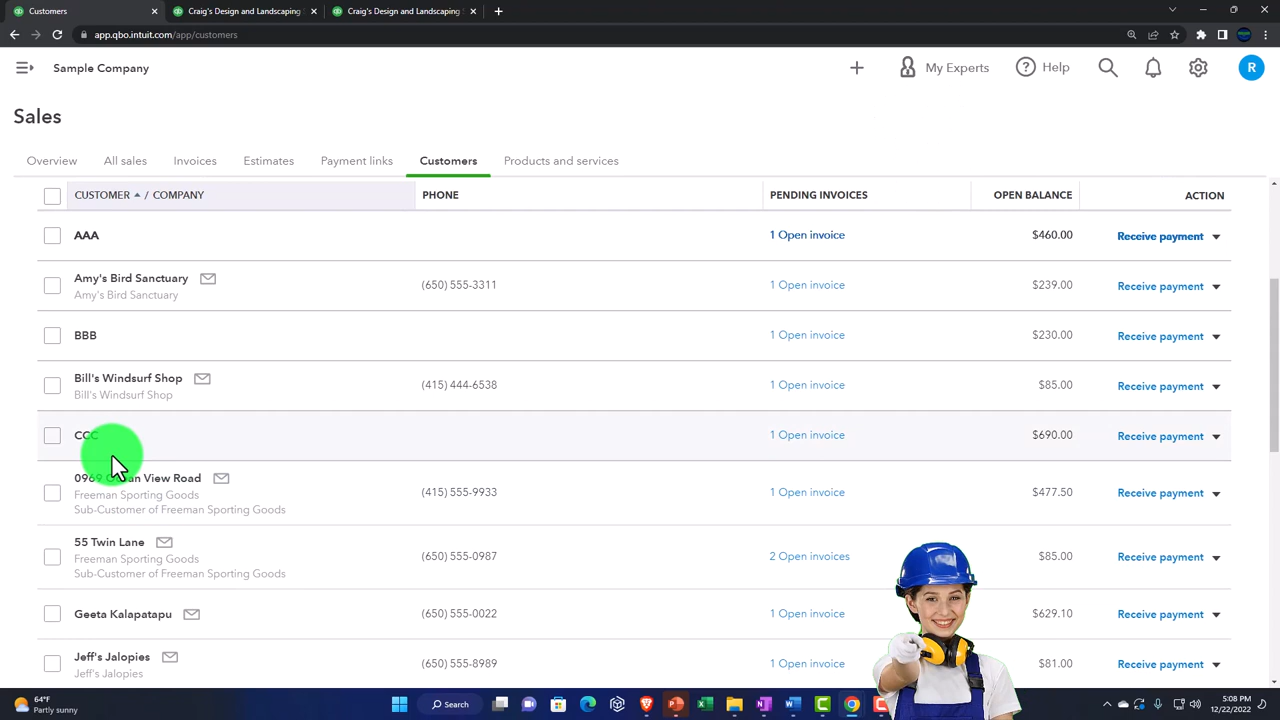 Customers
Craig's Design and Landscaping
Craig's Design and Landscaping
app.qbo.intuit.com/app/customers
Sample Company
My Experts
Help
R
Sales
Overview
All sales
Invoices
Estimates
Payment links
Customers
Products and services
CUSTOMER / COMPANY
PHONE
PENDING INVOICES
OPEN BALANCE
ACTION
AAA
1 Open invoice
$460.00
Receive payment
Amy's Bird Sanctuary
Amy's Bird Sanctuary
(650) 555-3311
1 Open invoice
$239.00
Receive payment
BBB
1 Open invoice
$230.00
Receive payment
Bill's Windsurf Shop
Bill's Windsurf Shop
(415) 444-6538
1 Open invoice
$85.00
Receive payment
CCC
1 Open invoice
$690.00
Receive payment
0969 Ocean View Road
Freeman Sporting Goods
Sub-Customer of Freeman Sporting Goods
(415) 555-9933
1 Open invoice
$477.50
Receive payment
55 Twin Lane
Freeman Sporting Goods
Sub-Customer of Freeman Sporting Goods
(650) 555-0987
2 Open invoices
$85.00
Receive payment
Geeta Kalapatapu
(650) 555-0022
1 Open invoice
$629.10
Receive payment
Jeff's Jalopies
Jeff's Jalopies
(650) 555-8989
1 Open invoice
$81.00
Receive payment
64°F
Partly sunny
Search
5:08 PM
12/22/2022